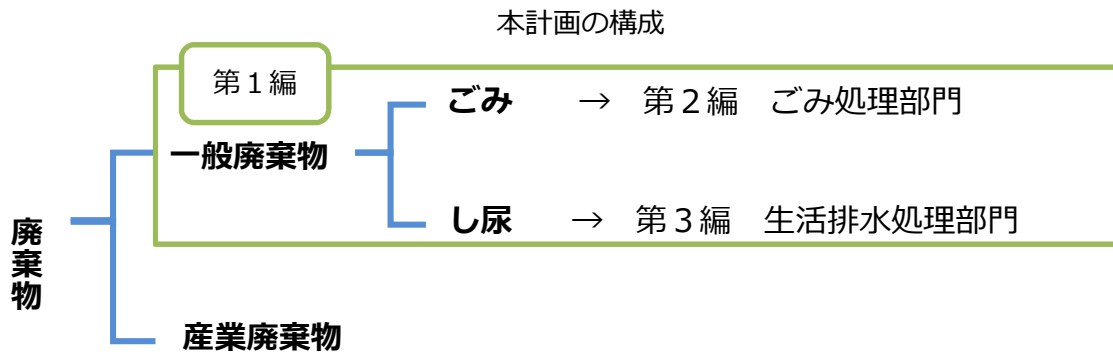 本計画の構成
第1編
ごみ → 第2編 ごみ処理部門
一般廃棄物
し尿 → 第3編 生活排水処理部門
廃棄物
産業廃棄物